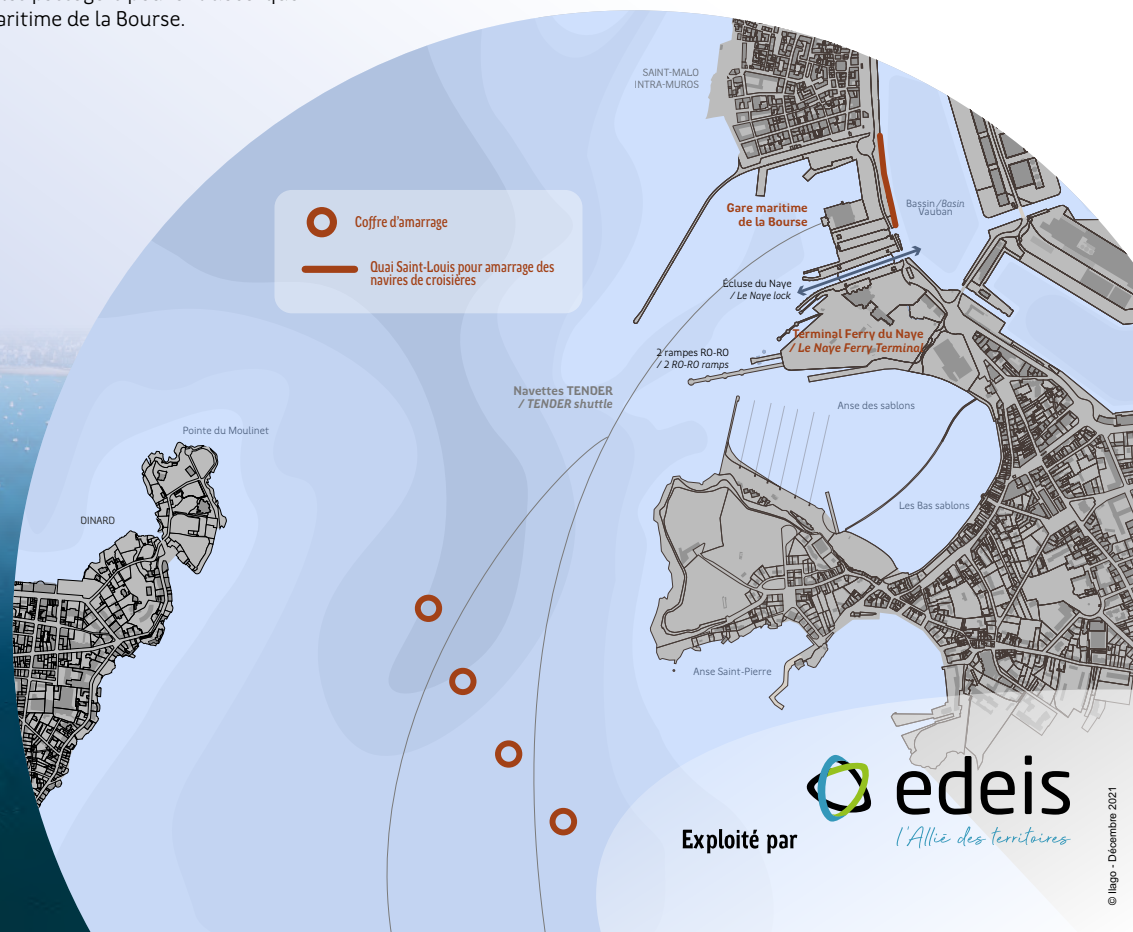 aritime de la Bourse.
SAINT-MALO
INTRA-MUROS
Coffre d'amarrage
Quai Saint-Louis pour amarrage des
navires de croisières
Gare maritime
de la Bourse
Bassin /Basin
Vauban
Écluse du Naye
/ Le Naye lock
Terminal Ferry du Naye
/ Le Naye Ferry Terminal
2 rampes RO-RO
/ 2 RO-RO ramps
Navettes TENDER
/ TENDER shuttle
Anse des sablons
Pointe du Moulinet
Les Bas sablons
DINARD
Anse Saint-Pierre
Exploité par
edeis
l'Allié des territoires
© Ilago - Décembre 2021